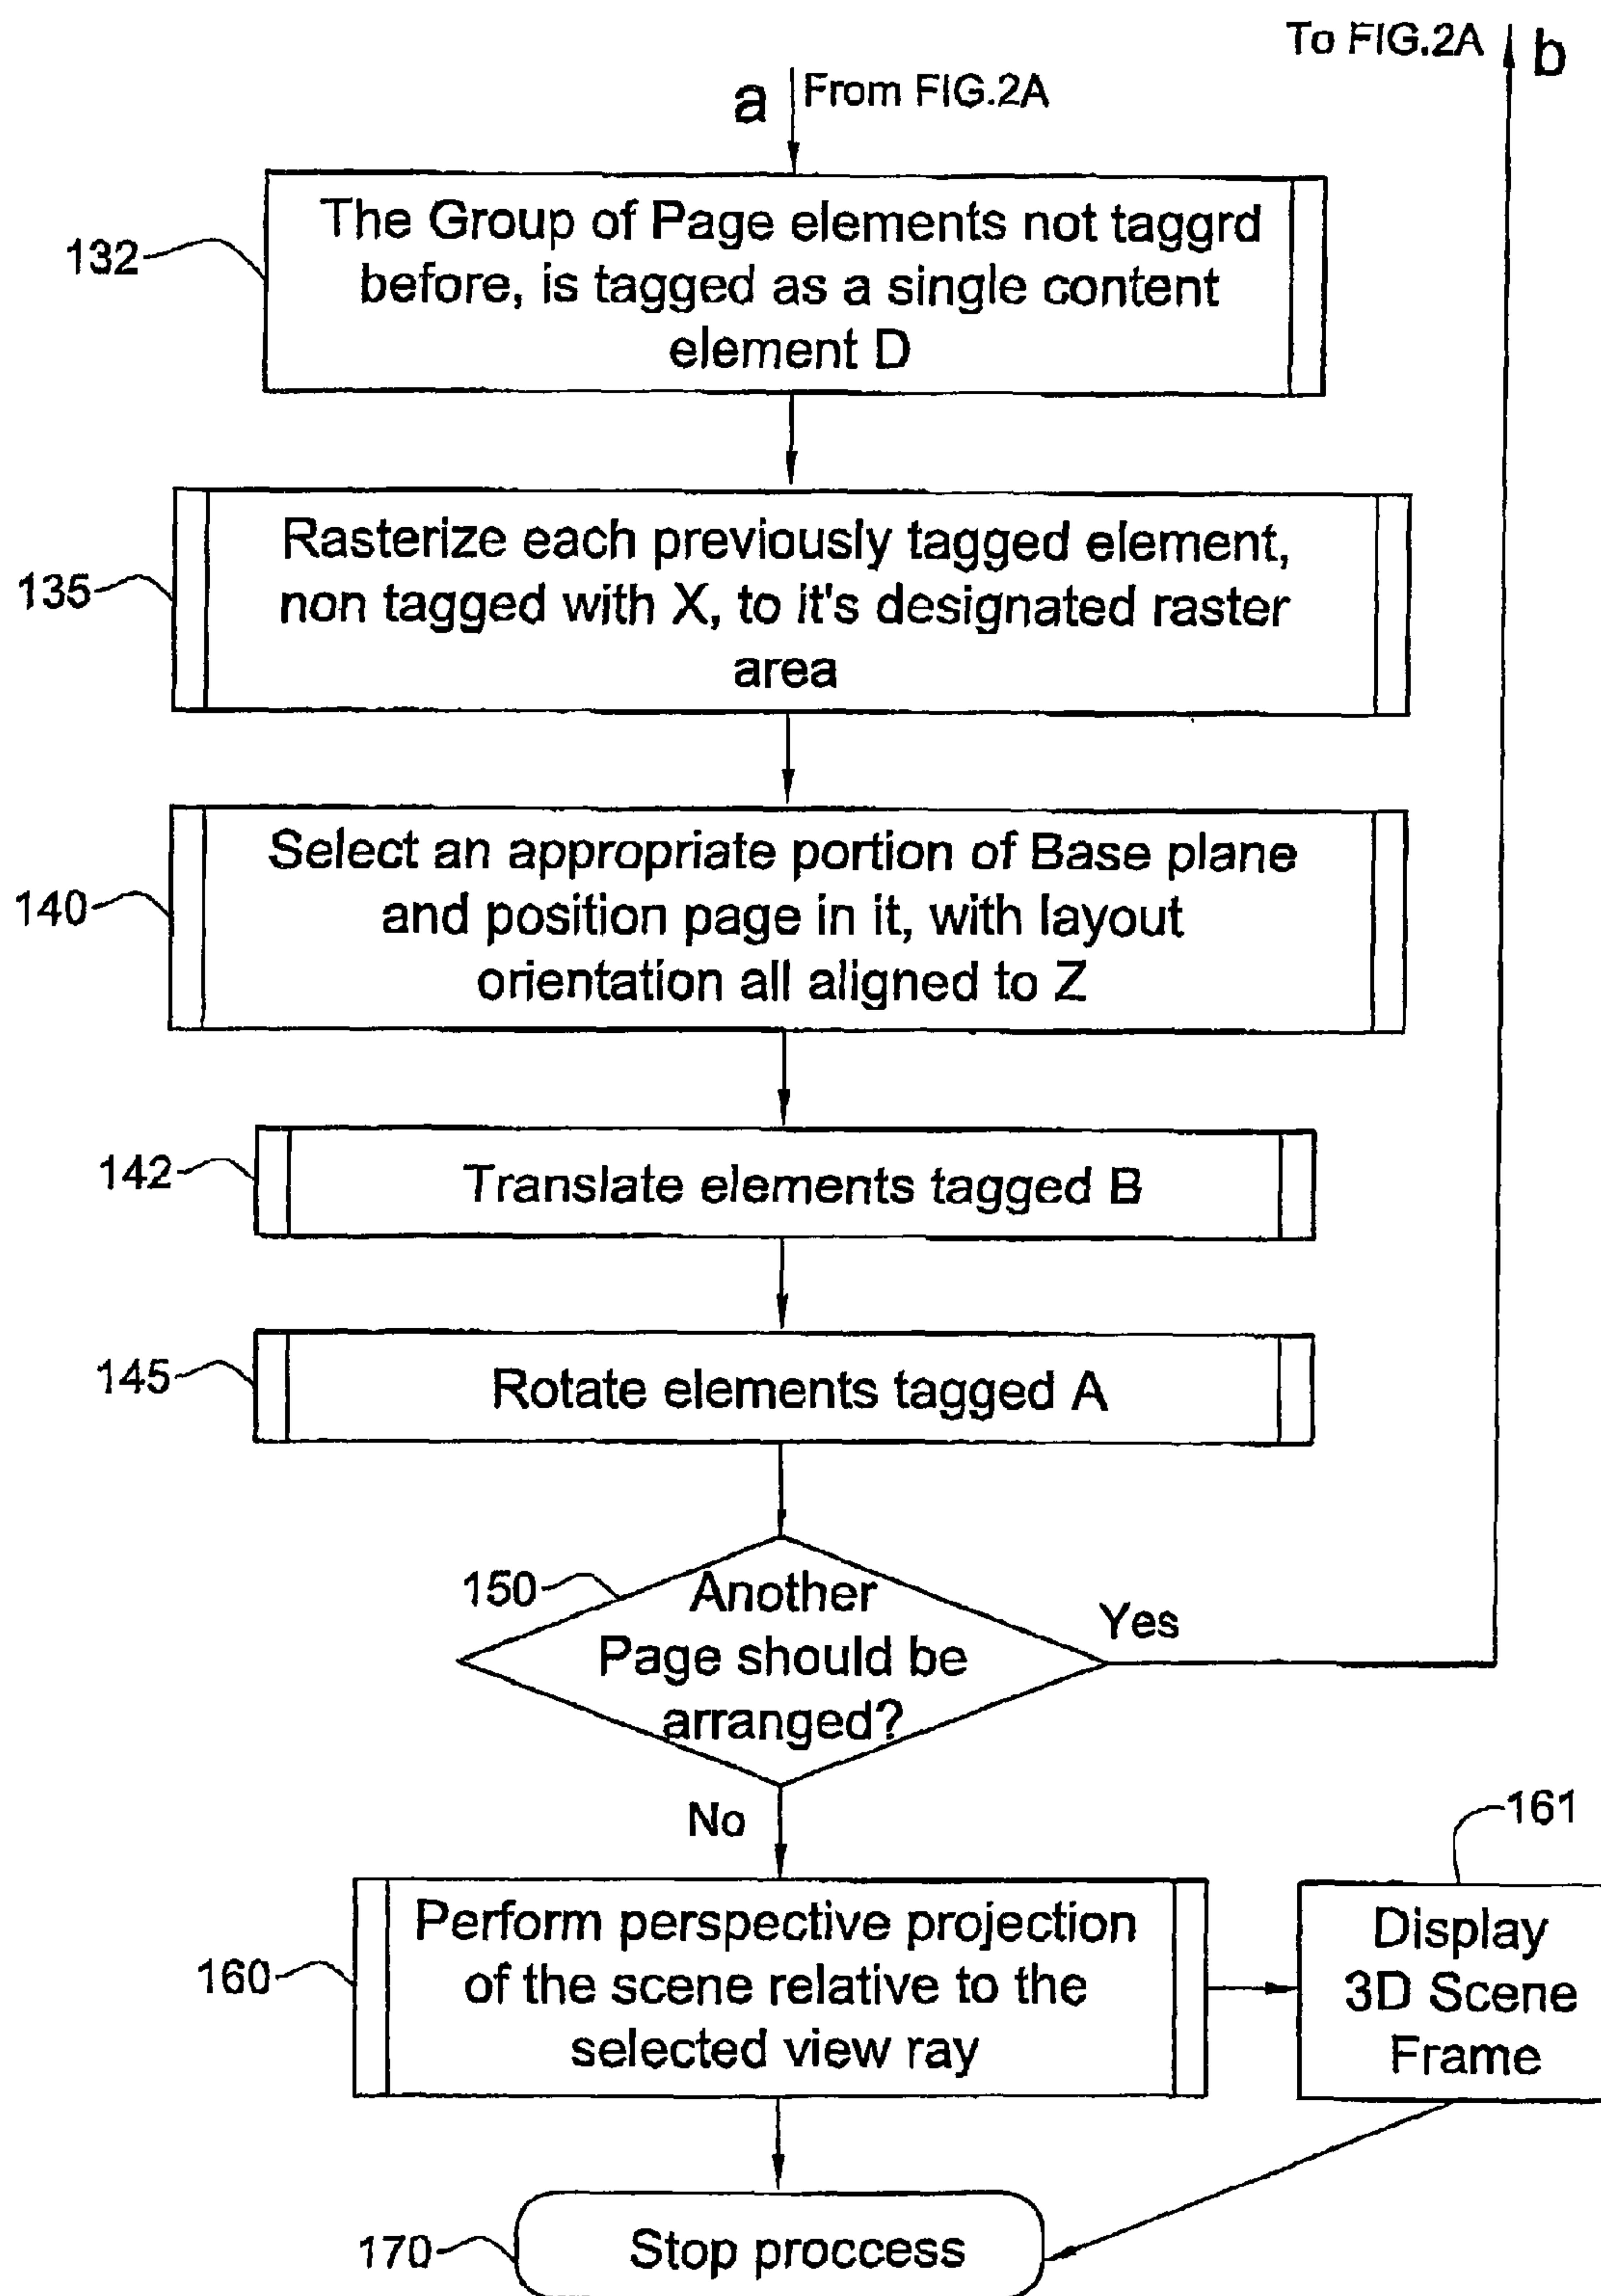 To FIG.2A
b
a
From FIG.2A
132
The Group of Page elements not taggrd
before, is tagged as a single content
element D
135
Rasterize each previously tagged element,
non tagged with X, to it's designated raster
area
140
Select an appropriate portion of Base plane
and position page in it, with layout
orientation all aligned to Z
142
Translate elements tagged B
145
Rotate elements tagged A
150
Another
Page should be
arranged?
Yes
No
160
Perform perspective projection
of the scene relative to the
selected view ray
161
Display
3D Scene
Frame
170
Stop proccess